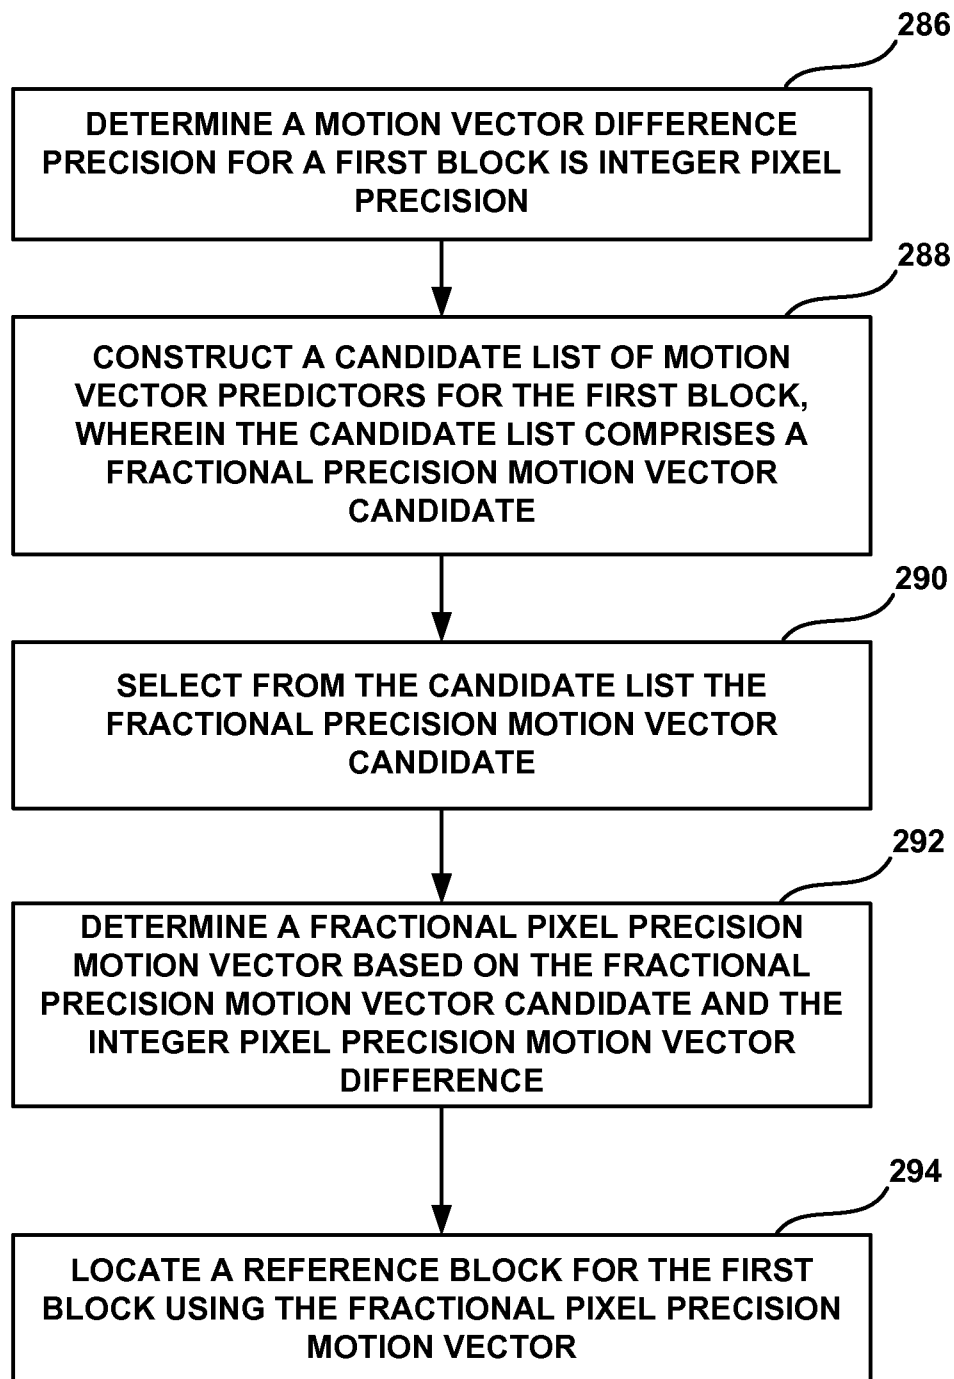 286
DETERMINE A MOTION VECTOR DIFFERENCE
PRECISION FOR A FIRST BLOCK IS INTEGER PIXEL
PRECISION
288
CONSTRUCT A CANDIDATE LIST OF MOTION
VECTOR PREDICTORS FOR THE FIRST BLOCK,
WHEREIN THE CANDIDATE LIST COMPRISES A
FRACTIONAL PRECISION MOTION VECTOR
CANDIDATE
290
SELECT FROM THE CANDIDATE LIST THE
FRACTIONAL PRECISION MOTION VECTOR
CANDIDATE
292
DETERMINE A FRACTIONAL PIXEL PRECISION
MOTION VECTOR BASED ON THE FRACTIONAL
PRECISION MOTION VECTOR CANDIDATE AND THE
INTEGER PIXEL PRECISION MOTION VECTOR
DIFFERENCE
294
LOCATE A REFERENCE BLOCK FOR THE FIRST
BLOCK USING THE FRACTIONAL PIXEL PRECISION
MOTION VECTOR